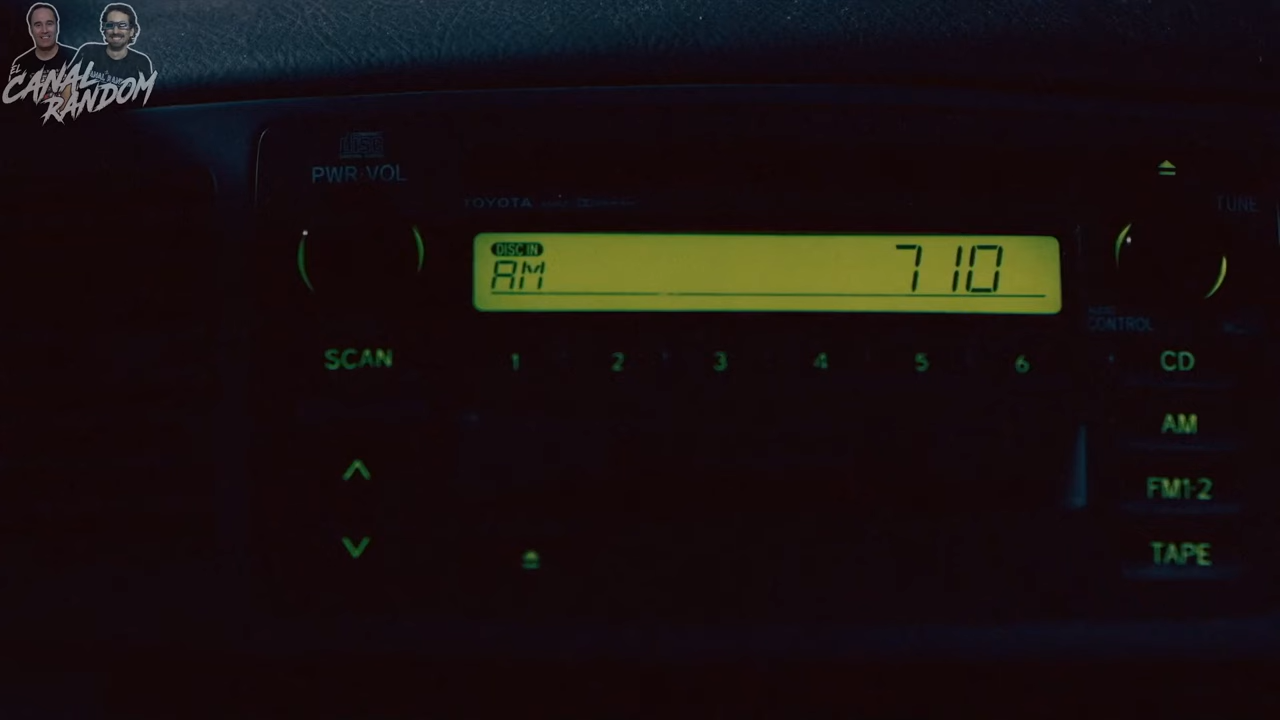 EL
CANAL
RANDOM
DISC
PWR·VOL
TOYOTA
TUNE
DISC IN
AM
710
CONTROL
SCAN
1 2 3 4 5 6
CD
AM
FM1·2
TAPE